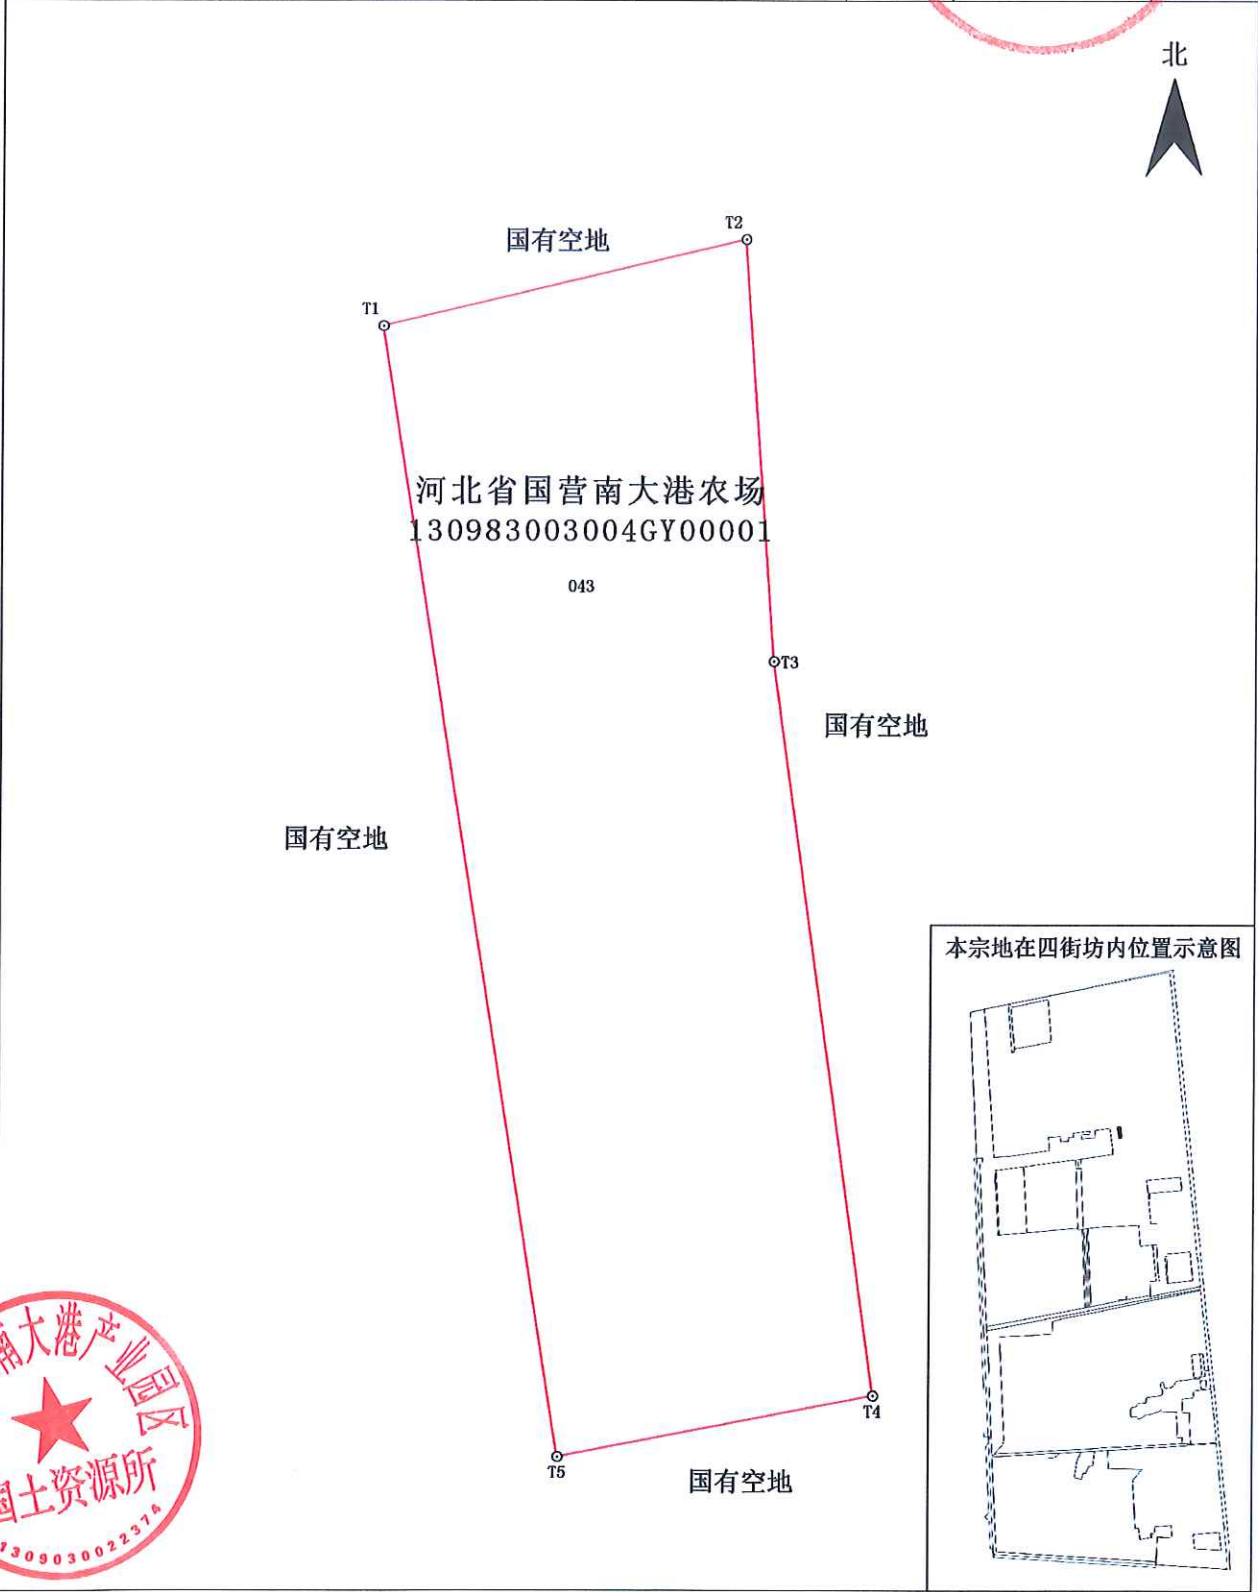 北
T2
国有空地
T1
河北省国营南大港农场
130983003004GY00001
043
T3
国有空地
国有空地
本宗地在四街坊内位置示意图
T4
T5
国有空地
南大港产业园区
国土资源所
1309030022374